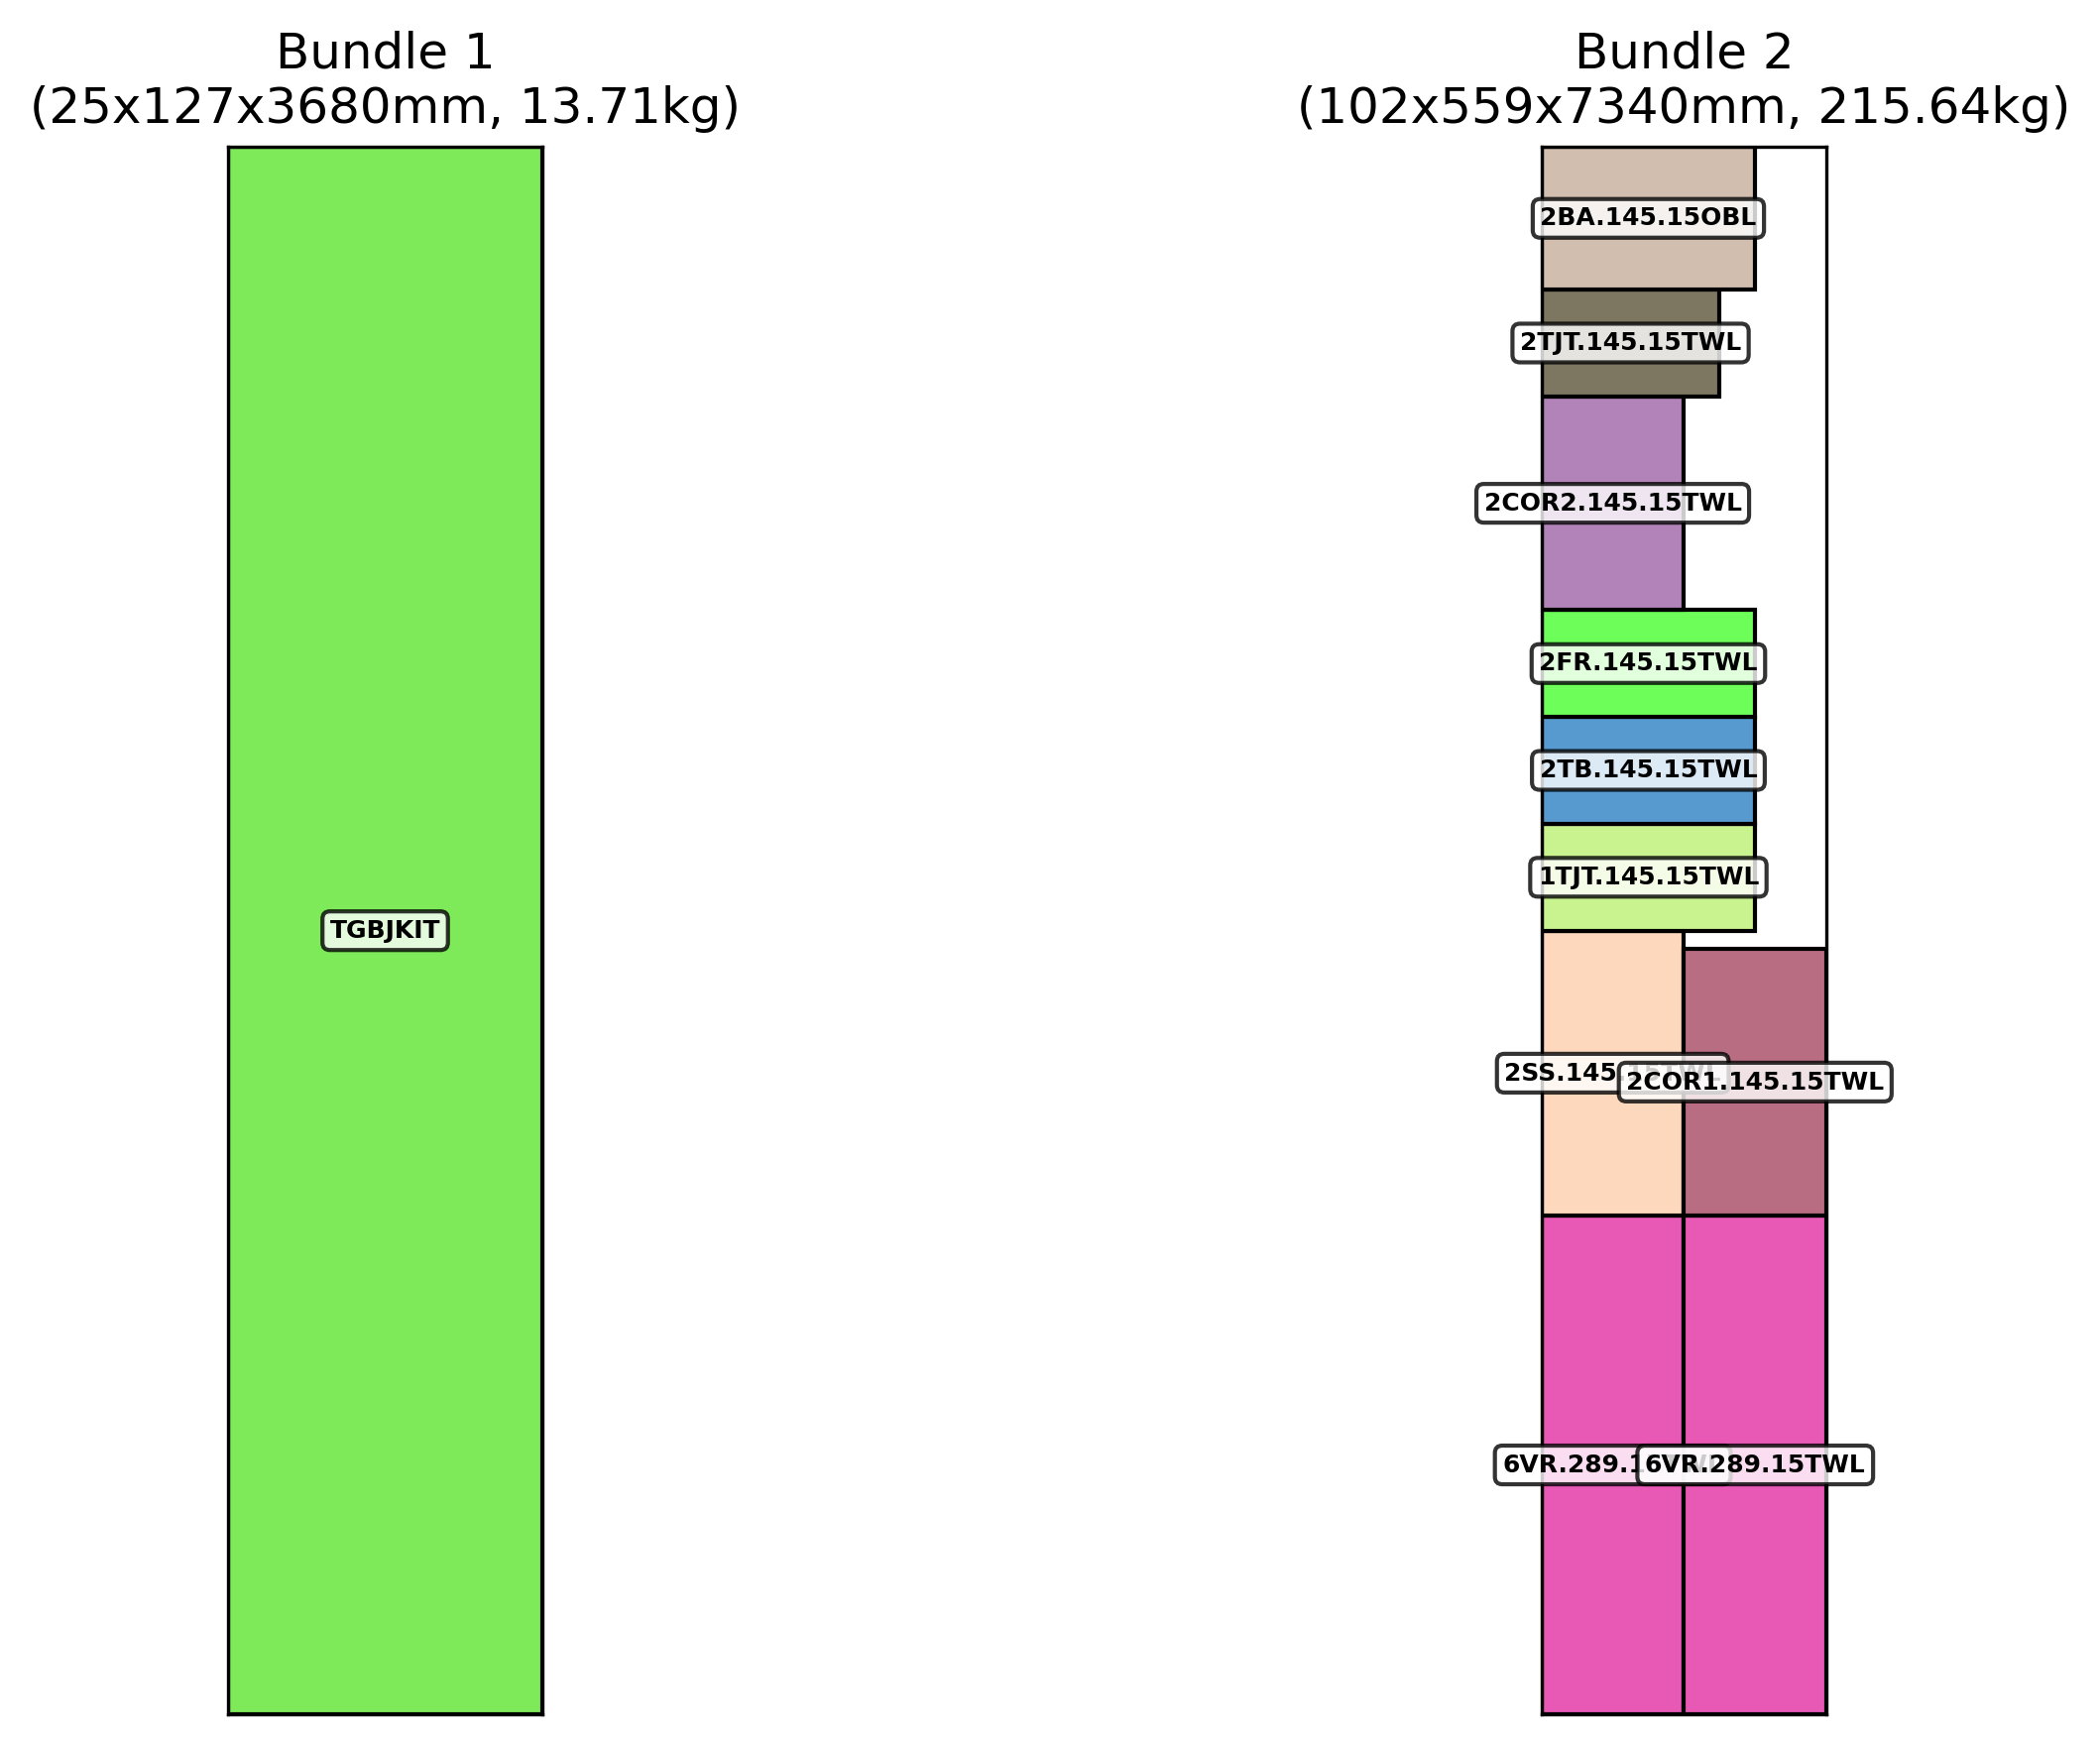 Bundle 1
(25x127x3680mm, 13.71kg)
TGBJKIT
Bundle 2
(102x559x7340mm, 215.64kg)
2BA.145.15OBL
2TJT.145.15TWL
2COR2.145.15TWL
2FR.145.15TWL
2TB.145.15TWL
1TJT.145.15TWL
2SS.145.15TWL
2COR1.145.15TWL
6VR.289.1
6VR.289.15TWL